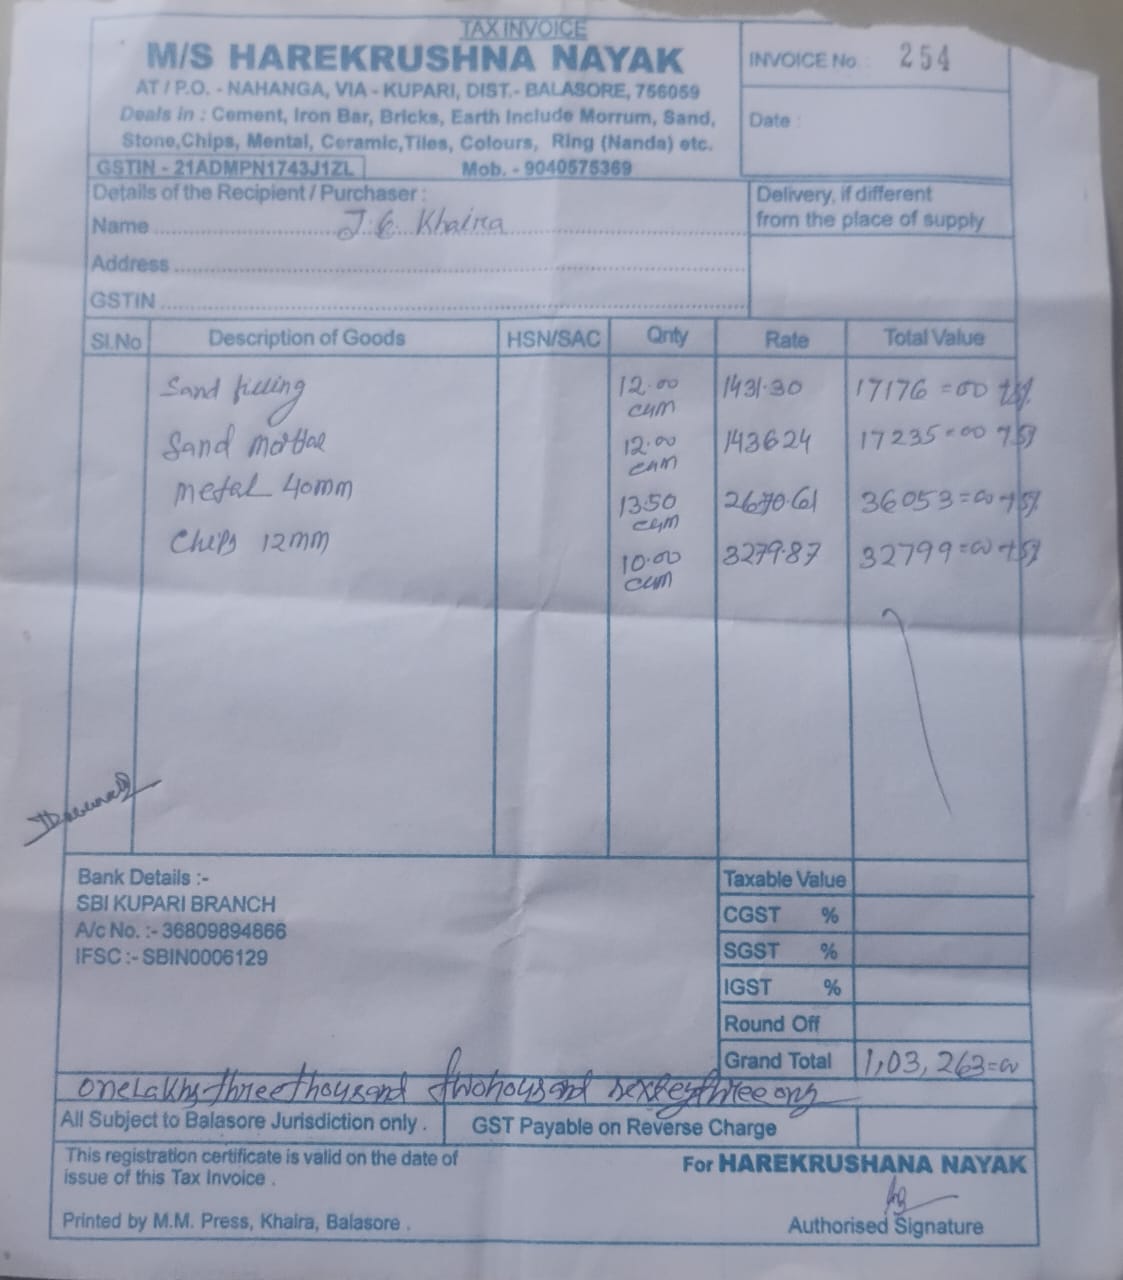 TAX INVOICE
M/S HAREKRUSHNA NAYAK
AT / P.O. - NAHANGA, VIA - KUPARI, DIST.- BALASORE, 756059
Deals in : Cement, Iron Bar, Bricks, Earth Include Morrum, Sand,
Stone,Chips, Mental, Ceramic,Tiles, Colours, Ring (Nanda) etc.
GSTIN - 21ADMPN1743J1ZL Mob. - 9040575369
INVOICE No. : 254
Date :
Details of the Recipient / Purchaser :
Name Khaira
Address
GSTIN
Delivery, if different
from the place of supply
Sl.No Description of Goods HSN/SAC Qnty Rate Total Value
Sand filling 12.00 cum 1431.30 17176=00 +5%
Sand mortar 12.00 cum 143624 17235=00 +5%
metal 40mm 13.50 cum 2670.61 36053=00 +5%
Chips 12mm 10.00 cum 3279.87 32799=00 +5%
Bank Details :-
SBI KUPARI BRANCH
A/c No. :- 36809894866
IFSC :- SBIN0006129
Taxable Value
CGST %
SGST %
IGST %
Round Off
Grand Total 1,03,263=00
one Lakhs three thousand
All Subject to Balasore Jurisdiction only .
GST Payable on Reverse Charge
This registration certificate is valid on the date of
issue of this Tax Invoice .
Printed by M.M. Press, Khaira, Balasore .
For HAREKRUSHANA NAYAK
Authorised Signature